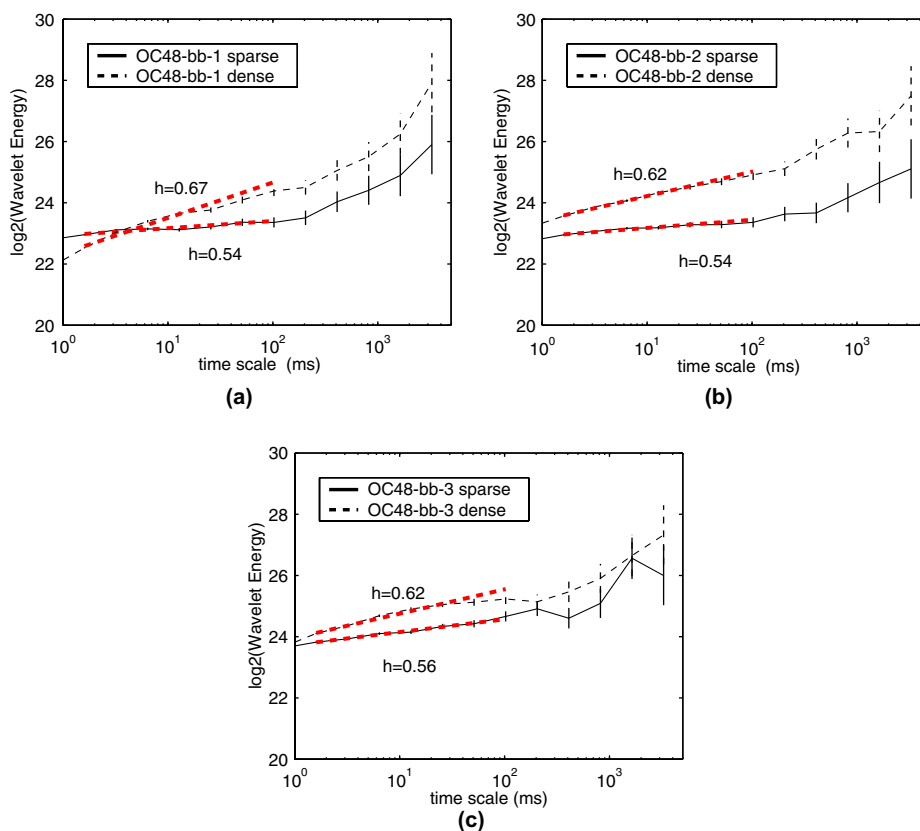 30
28
26
24
22
20
log2(Wavelet Energy)
OC48-bb-1 sparse
OC48-bb-1 dense
h=0.67
h=0.54
10^0
10^1
10^2
10^3
time scale (ms)
(a)
30
28
26
24
22
20
log2(Wavelet Energy)
OC48-bb-2 sparse
OC48-bb-2 dense
h=0.62
h=0.54
10^0
10^1
10^2
10^3
time scale (ms)
(b)
30
28
26
24
22
20
log2(Wavelet Energy)
OC48-bb-3 sparse
OC48-bb-3 dense
h=0.62
h=0.56
10^0
10^1
10^2
10^3
time scale (ms)
(c)